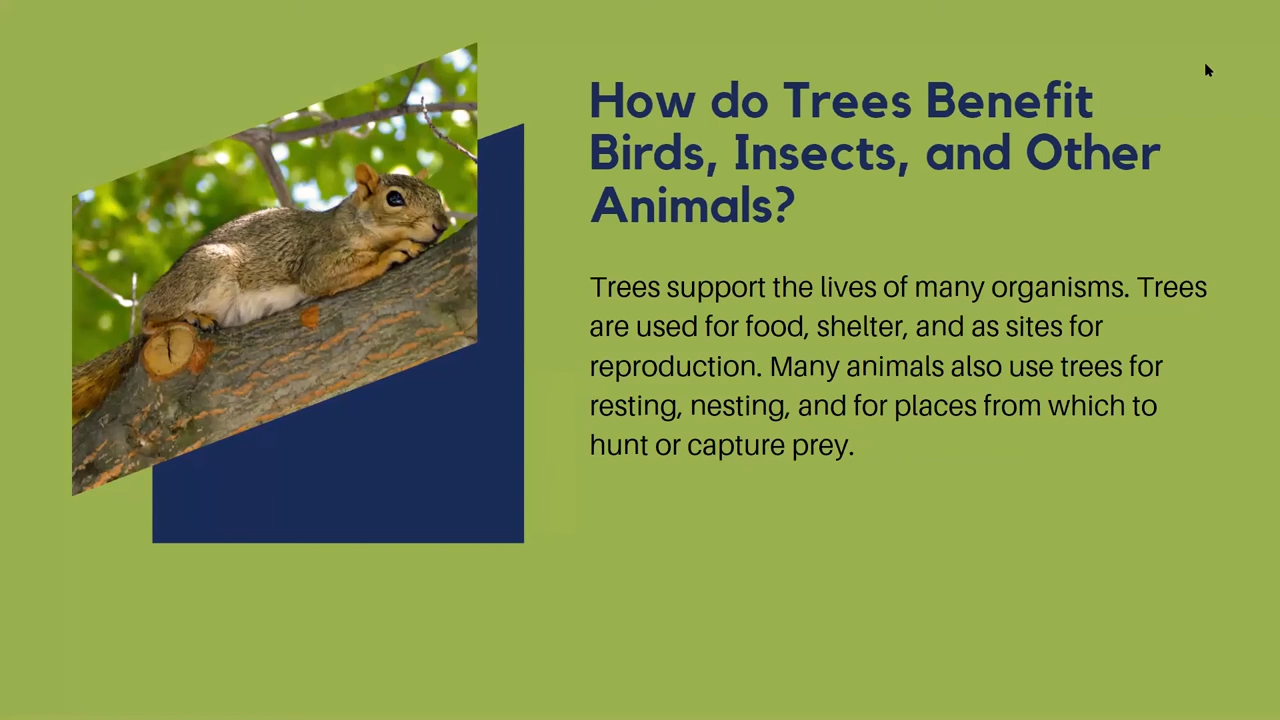 How do Trees Benefit
Birds, Insects, and Other
Animals?
Trees support the lives of many organisms. Trees
are used for food, shelter, and as sites for
reproduction. Many animals also use trees for
resting, nesting, and for places from which to
hunt or capture prey.